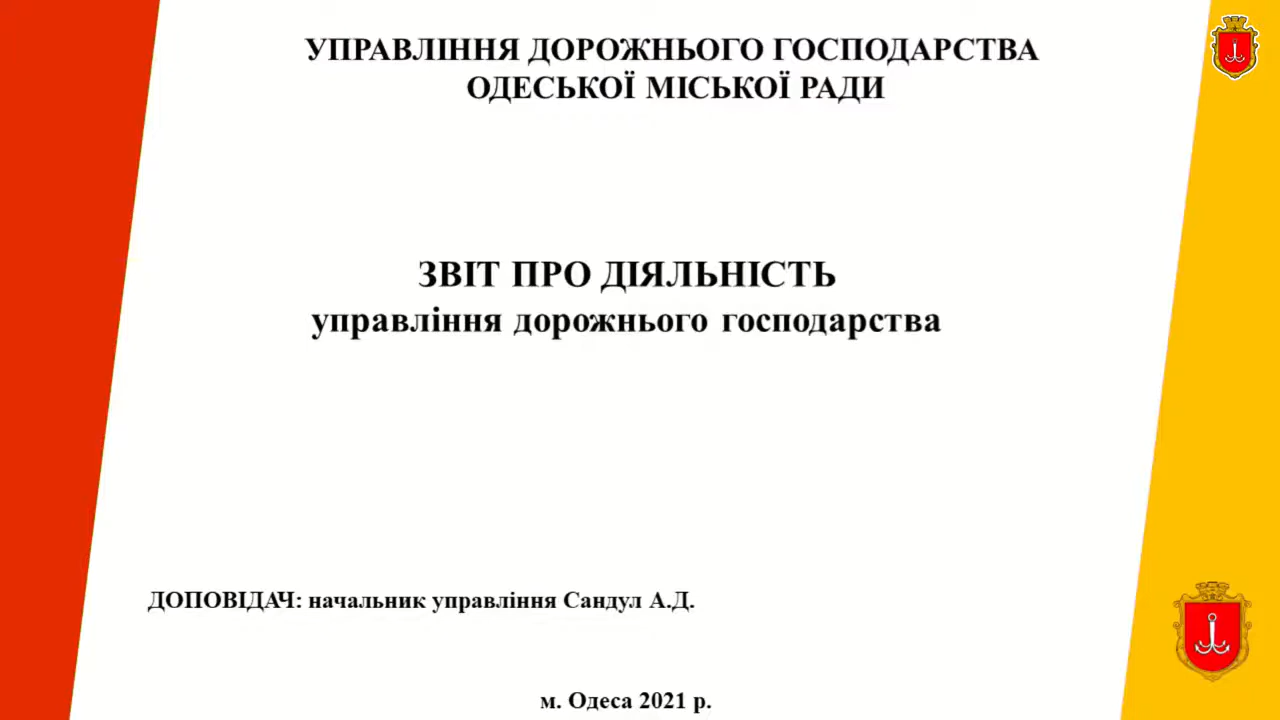 УПРАВЛІННЯ ДОРОЖНЬОГО ГОСПОДАРСТВА
ОДЕСЬКОЇ МІСЬКОЇ РАДИ
ЗВІТ ПРО ДІЯЛЬНІСТЬ
управління дорожнього господарства
ДОПОВІДАЧ: начальник управління Сандул А.Д.
м. Одеса 2021 р.